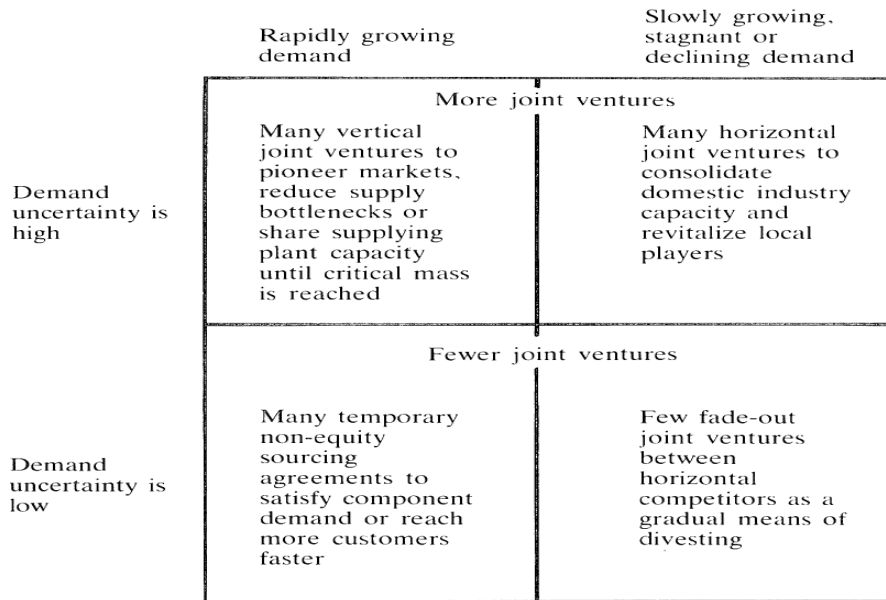 Rapidly growing
demand
Slowly growing,
stagnant or
declining demand
More joint ventures
Demand
uncertainty is
high
Many vertical
joint ventures to
pioneer markets,
reduce supply
bottlenecks or
share supplying
plant capacity
until critical mass
is reached
Many horizontal
joint ventures to
consolidate
domestic industry
capacity and
revitalize local
players
Fewer joint ventures
Demand
uncertainty is
low
Many temporary
non-equity
sourcing
agreements to
satisfy component
demand or reach
more customers
faster
Few fade-out
joint ventures
between
horizontal
competitors as a
gradual means of
divesting